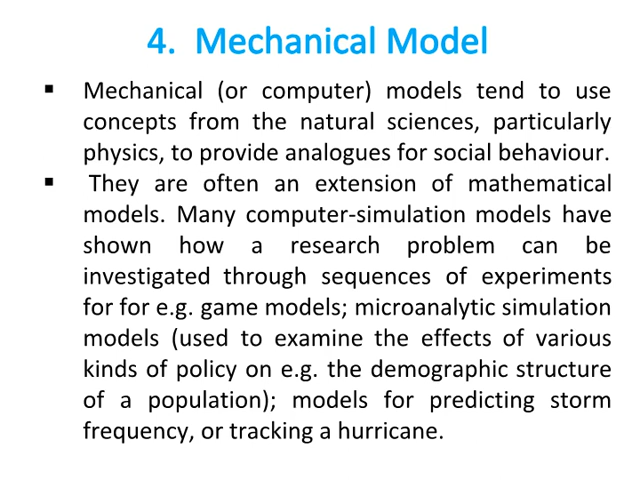 4. Mechanical Model
▪ Mechanical (or computer) models tend to use
concepts from the natural sciences, particularly
physics, to provide analogues for social behaviour.
▪ They are often an extension of mathematical
models. Many computer-simulation models have
shown how a research problem can be
investigated through sequences of experiments
for for e.g. game models; microanalytic simulation
models (used to examine the effects of various
kinds of policy on e.g. the demographic structure
of a population); models for predicting storm
frequency, or tracking a hurricane.